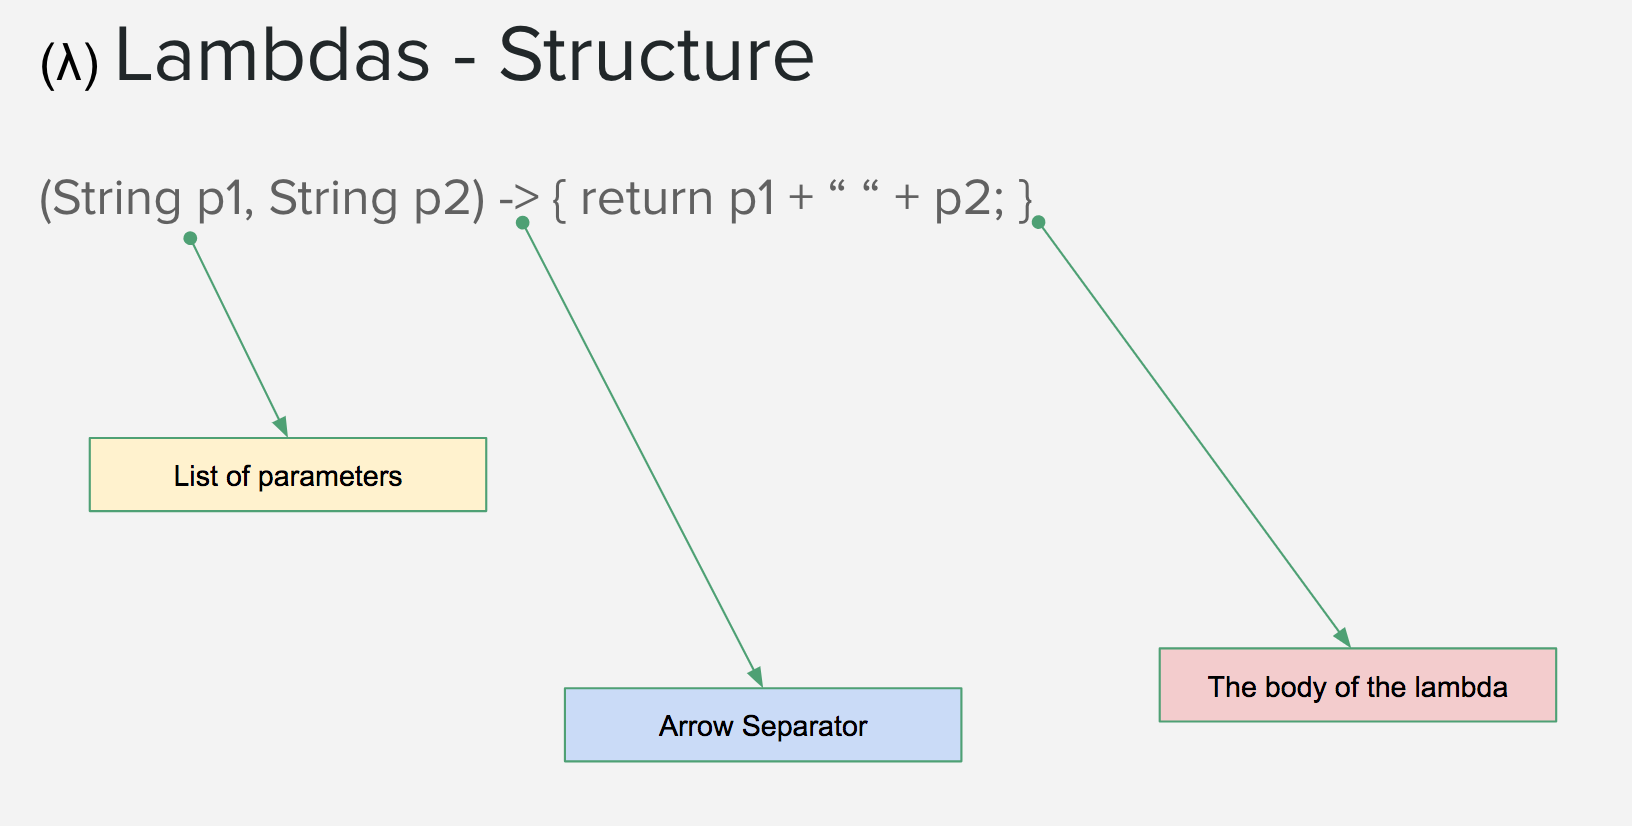 (λ) Lambdas - Structure
(String p1, String p2) -> { return p1 + “ “ + p2; }
List of parameters
The body of the lambda
Arrow Separator